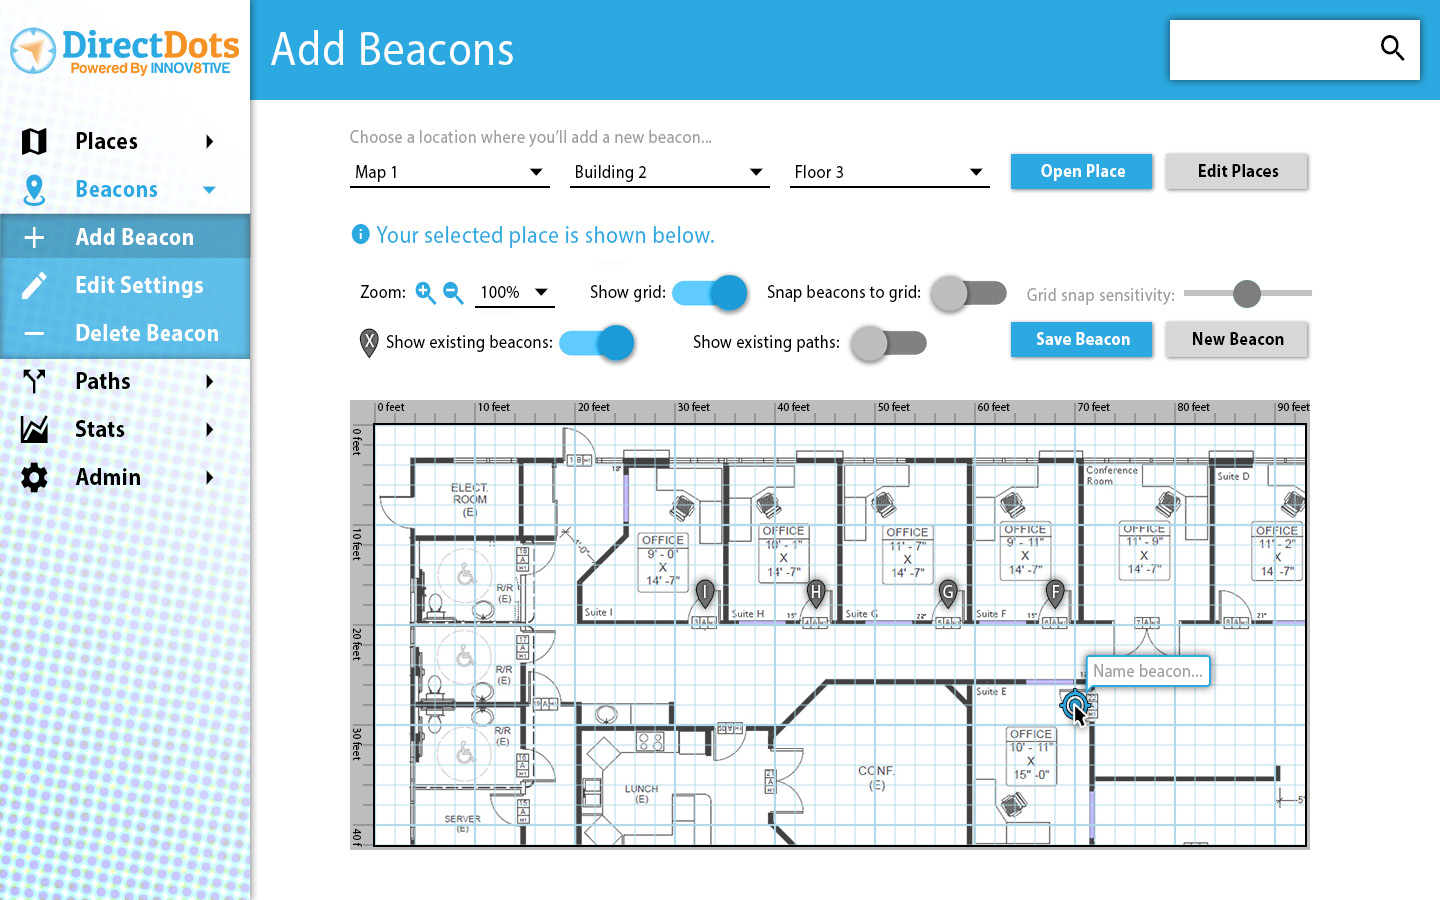 DirectDots
Powered By INNOV8TIVE
Add Beacons
Places
Beacons
Add Beacon
Edit Settings
Delete Beacon
Paths
Stats
Admin
Choose a location where you'll add a new beacon...
Map 1
Building 2
Floor 3
Open Place
Edit Places
Your selected place is shown below.
Zoom:
100%
Show grid:
Snap beacons to grid:
Grid snap sensitivity:
X
Show existing beacons:
Show existing paths:
Save Beacon
New Beacon
0 feet
10 feet
20 feet
30 feet
40 feet
50 feet
60 feet
70 feet
80 feet
90 feet
0 feet
10 feet
20 feet
30 feet
40 f
ELECT.
ROOM
(E)
18"
Conference
Room
Suite D
OFFICE
9' - 0'
X
14' -7"
OFFICE
10' - 1"
X
14' -7"
OFFICE
11' - 7"
X
14' -7"
OFFICE
9' - 11"
X
14' -7"
OFFICE
11' - 9"
X
14' -7"
OFFICE
11' - 2"
X
14 -7"
R/R
(E)
I
H
G
F
Suite I
Suite H
15"
Suite G
22"
Suite F
15"
21"
R/R
(E)
Name beacon...
Suite E
R/R
(E)
OFFICE
10' - 11"
X
15" -0"
CONF.
(E)
LUNCH
(E)
SERVER
(E)
5'